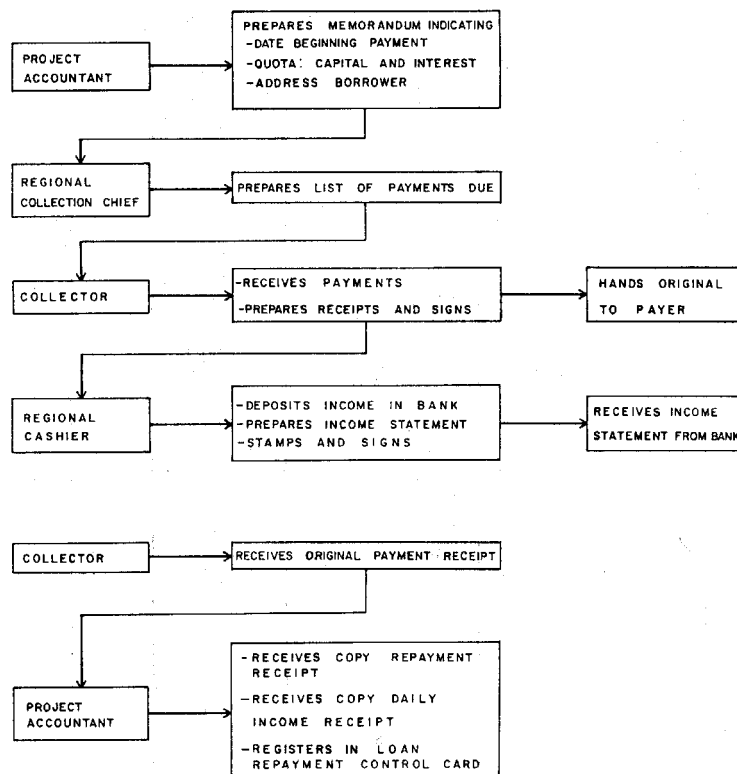 PREPARES MEMORANDUM INDICATING
-DATE BEGINNING PAYMENT
-QUOTA: CAPITAL AND INTEREST
-ADDRESS BORROWER
PROJECT
ACCOUNTANT
REGIONAL
COLLECTION CHIEF
PREPARES LIST OF PAYMENTS DUE
COLLECTOR
-RECEIVES PAYMENTS
-PREPARES RECEIPTS AND SIGNS
HANDS ORIGINAL
TO PAYER
REGIONAL
CASHIER
-DEPOSITS INCOME IN BANK
-PREPARES INCOME STATEMENT
-STAMPS AND SIGNS
RECEIVES INCOME
STATEMENT FROM BANK
COLLECTOR
RECEIVES ORIGINAL PAYMENT RECEIPT
PROJECT
ACCOUNTANT
-RECEIVES COPY REPAYMENT
RECEIPT
-RECEIVES COPY DAILY
INCOME RECEIPT
-REGISTERS IN LOAN
REPAYMENT CONTROL CARD